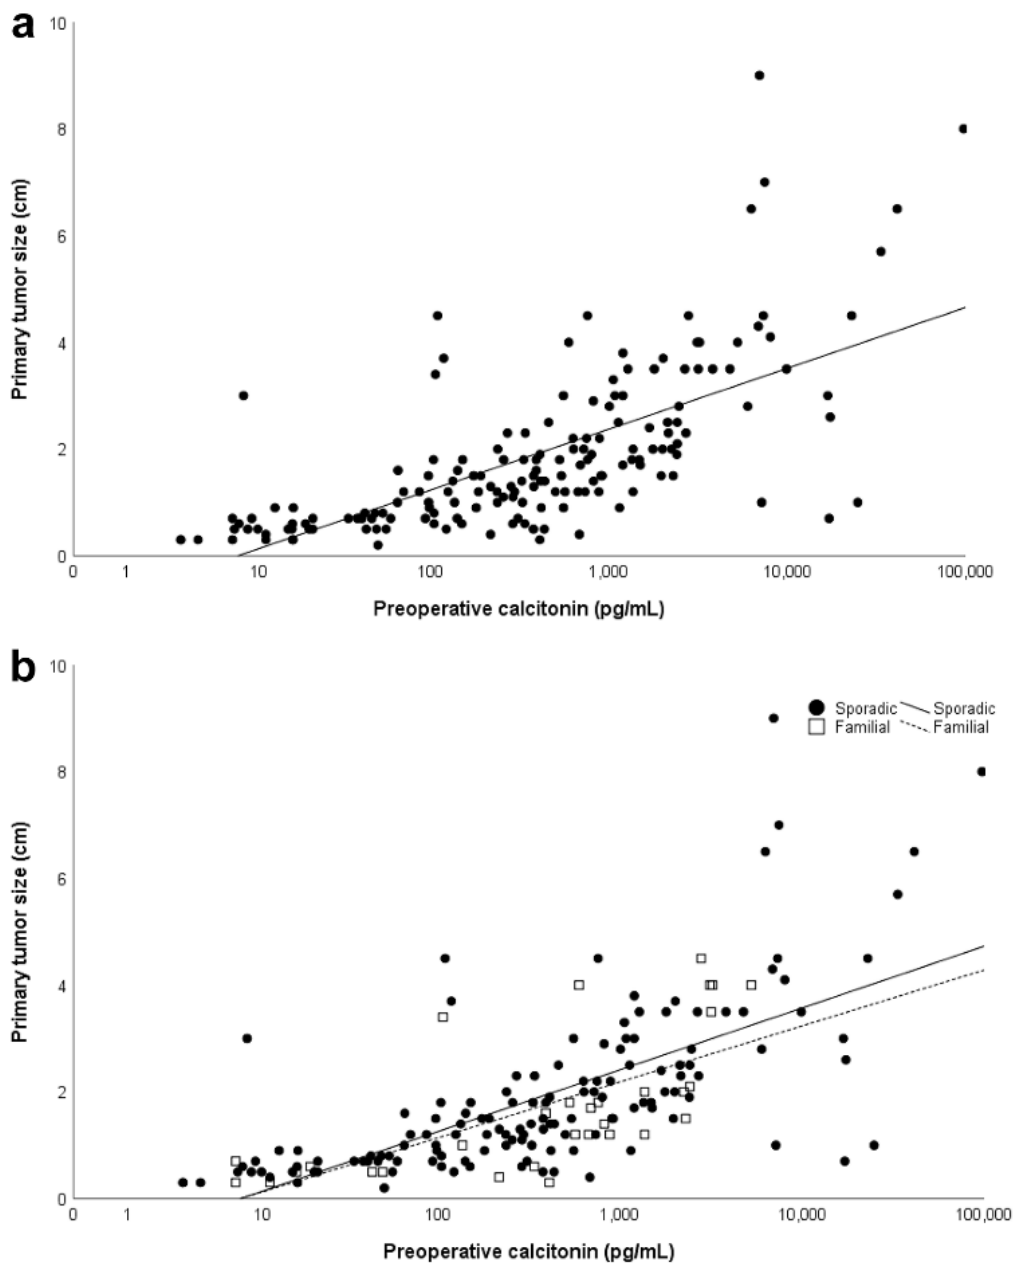 a
10
8
6
4
2
0
Primary tumor size (cm)
0 1 10 100 1,000 10,000 100,000
Preoperative calcitonin (pg/mL)
b
10
8
6
4
2
0
Primary tumor size (cm)
Sporadic Sporadic
Familial Familial
0 1 10 100 1,000 10,000 100,000
Preoperative calcitonin (pg/mL)